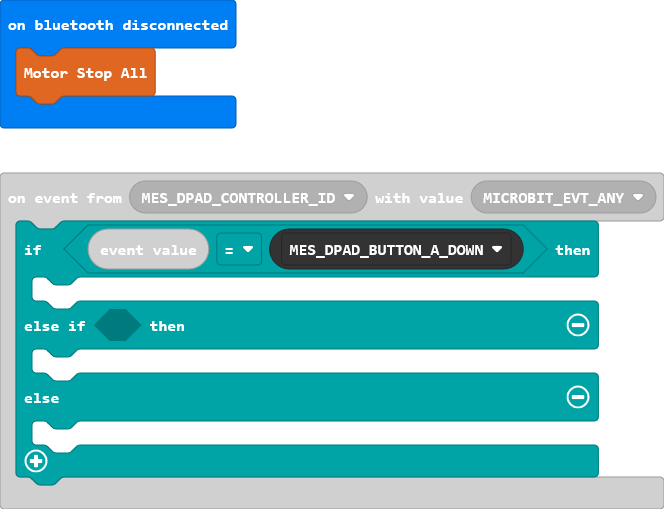 on bluetooth disconnected
Motor Stop All
on event from MES_DPAD_CONTROLLER_ID with value MICROBIT_EVT_ANY
if event value = MES_DPAD_BUTTON_A_DOWN then
else if then
else